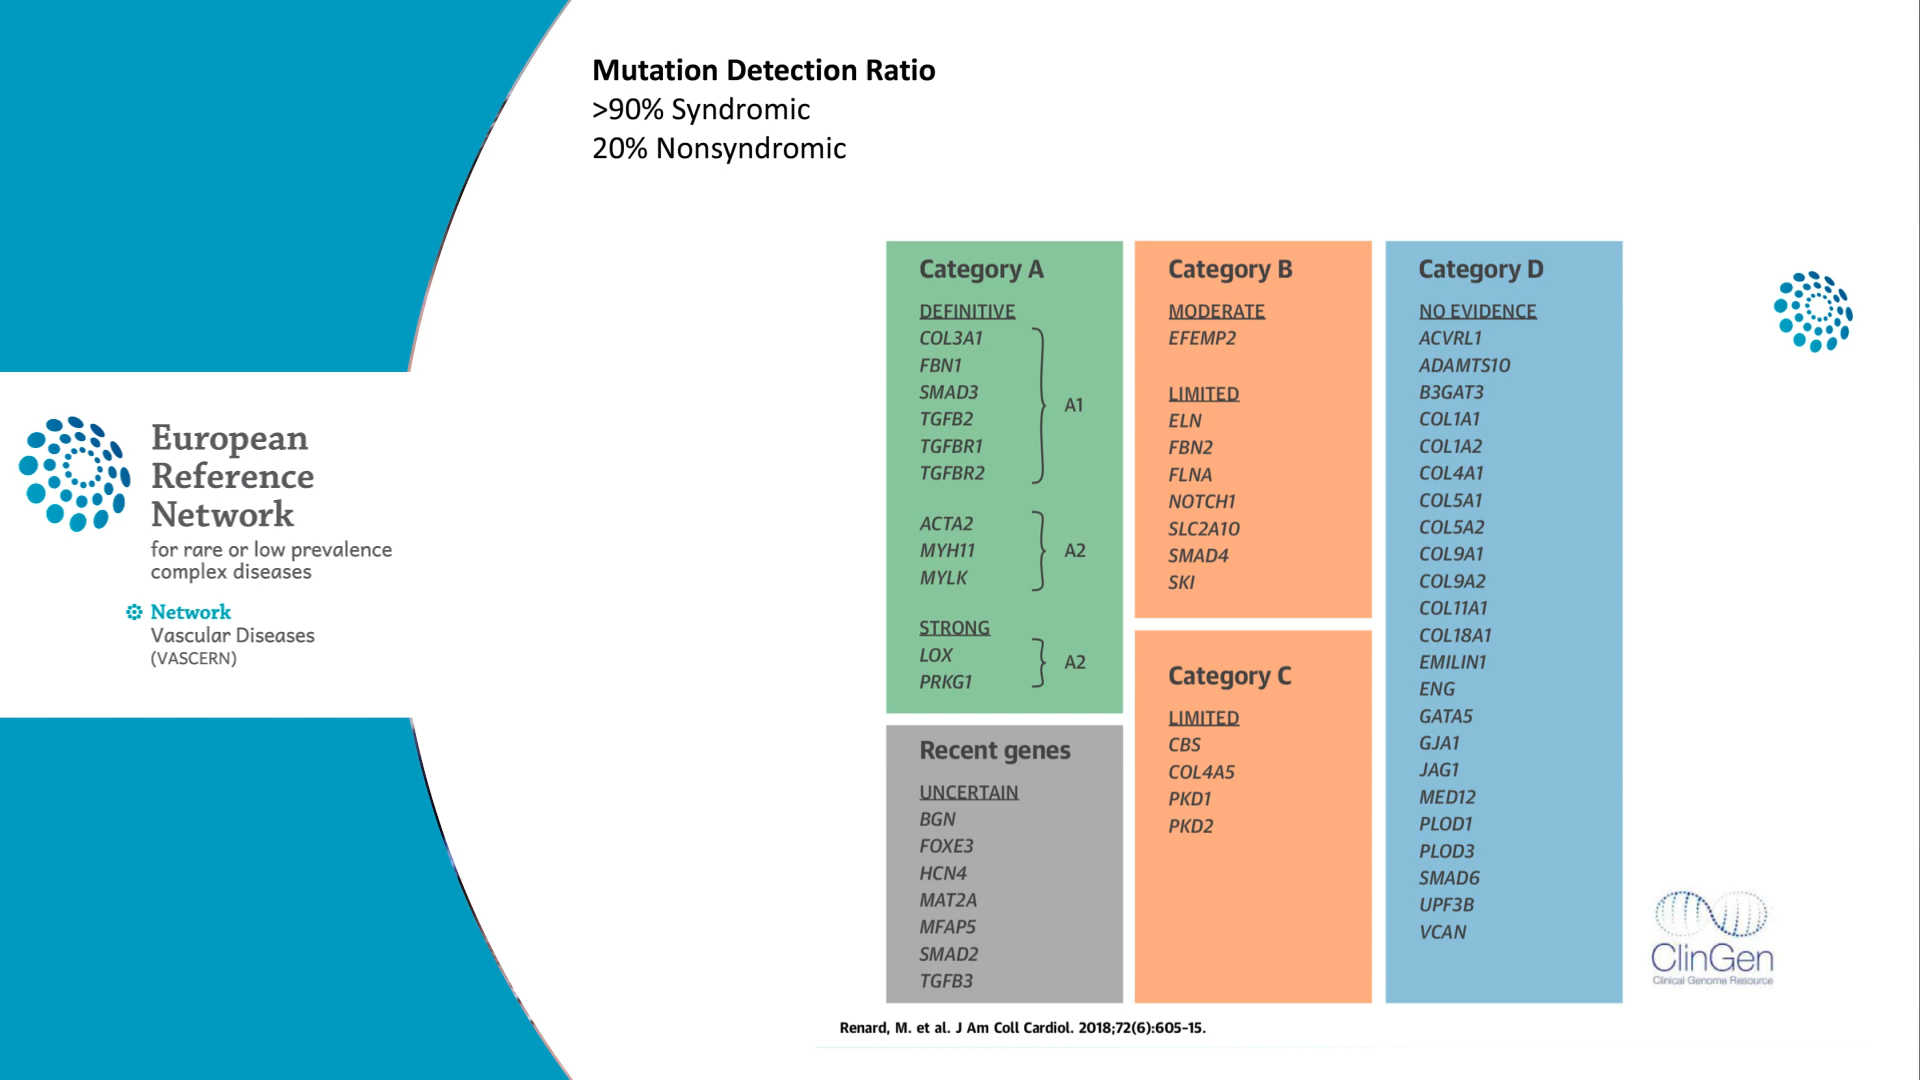 Mutation Detection Ratio
>90% Syndromic
20% Nonsyndromic
European
Reference
Network
for rare or low prevalence
complex diseases
Network
Vascular Diseases
(VASCERN)
Category A
DEFINITIVE
COL3A1
FBN1
SMAD3
TGFB2
TGFBR1
TGFBR2
A1
ACTA2
MYH11
MYLK
A2
STRONG
LOX
PRKG1
A2
Recent genes
UNCERTAIN
BGN
FOXE3
HCN4
MAT2A
MFAP5
SMAD2
TGFB3
Category B
MODERATE
EFEMP2
LIMITED
ELN
FBN2
FLNA
NOTCH1
SLC2A10
SMAD4
SKI
Category C
LIMITED
CBS
COL4A5
PKD1
PKD2
Category D
NO EVIDENCE
ACVRL1
ADAMTS10
B3GAT3
COL1A1
COL1A2
COL4A1
COL5A1
COL5A2
COL9A1
COL9A2
COL11A1
COL18A1
EMILIN1
ENG
GATA5
GJA1
JAG1
MED12
PLOD1
PLOD3
SMAD6
UPF3B
VCAN
ClinGen
Clinical Genome Resource
Renard, M. et al. J Am Coll Cardiol. 2018;72(6):605-15.